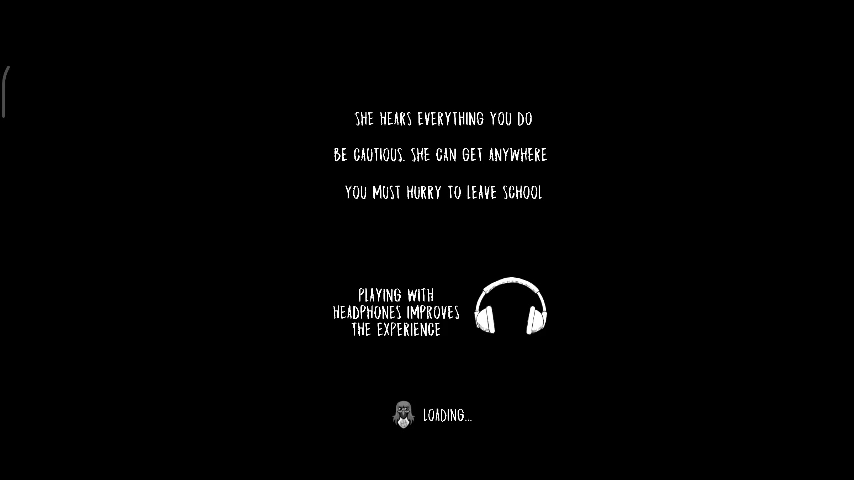 SHE HEARS EVERYTHING YOU DO
BE CAUTIOUS. SHE CAN GET ANYWHERE
YOU MUST HURRY TO LEAVE SCHOOL
PLAYING WITH
HEADPHONES IMPROVES
THE EXPERIENCE
LOADING...